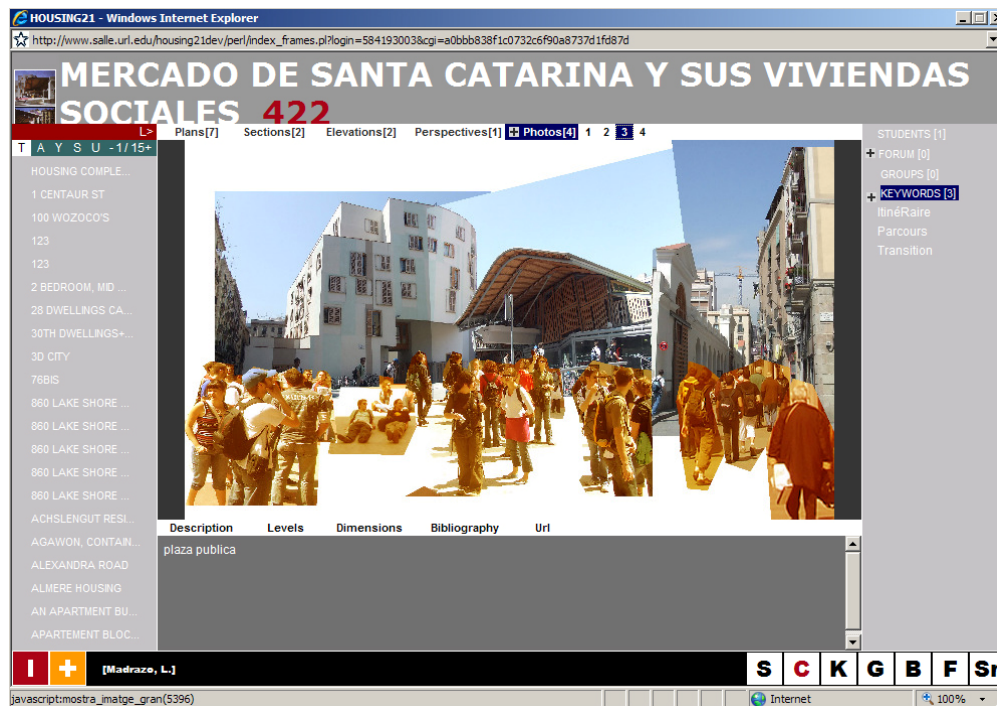 HOUSING21 - Windows Internet Explorer
http://www.salle.url.edu/housing21dev/perl/index_frames.pl?login=584193003&cgi=a0bbb838f1c0732c6f90a8737d1fd87d
MERCADO DE SANTA CATARINA Y SUS VIVIENDAS
SOCIALES 422
L>
T A Y S U -1/15+
HOUSING COMPLE...
1 CENTAUR ST
100 WOZOCO'S
123
123
2 BEDROOM, MID ...
28 DWELLINGS CA...
30TH DWELLINGS+...
3D CITY
76BIS
860 LAKE SHORE ...
860 LAKE SHORE ...
860 LAKE SHORE ...
860 LAKE SHORE ...
860 LAKE SHORE ...
ACHSLENGUT RESI...
AGAWON, CONTAIN...
ALEXANDRA ROAD
ALMERE HOUSING
AN APARTMENT BU...
APARTEMENT BLOC...
Plans[7] Sections[2] Elevations[2] Perspectives[1] Photos[4] 1 2 3 4
Description Levels Dimensions Bibliography Url
plaza publica
STUDENTS [1]
FORUM [0]
GROUPS [0]
KEYWORDS [3]
ItinéRaire
Parcours
Transition
I + [Madrazo, L.] S C K G B F Sr
javascript:mostra_imatge_gran(5396) Internet 100%